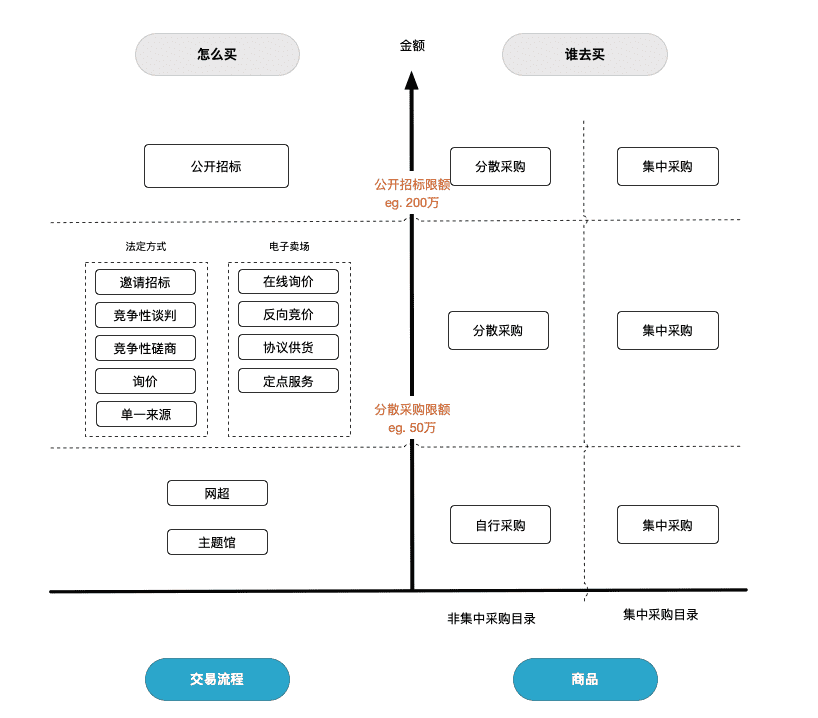 怎么买
金额
谁去买
公开招标
公开招标限额
eg. 200万
分散采购
集中采购
法定方式
邀请招标
竞争性谈判
竞争性磋商
询价
单一来源
电子卖场
在线询价
反向竞价
协议供货
定点服务
分散采购
集中采购
分散采购限额
eg. 50万
网超
主题馆
自行采购
集中采购
非集中采购目录
集中采购目录
交易流程
商品